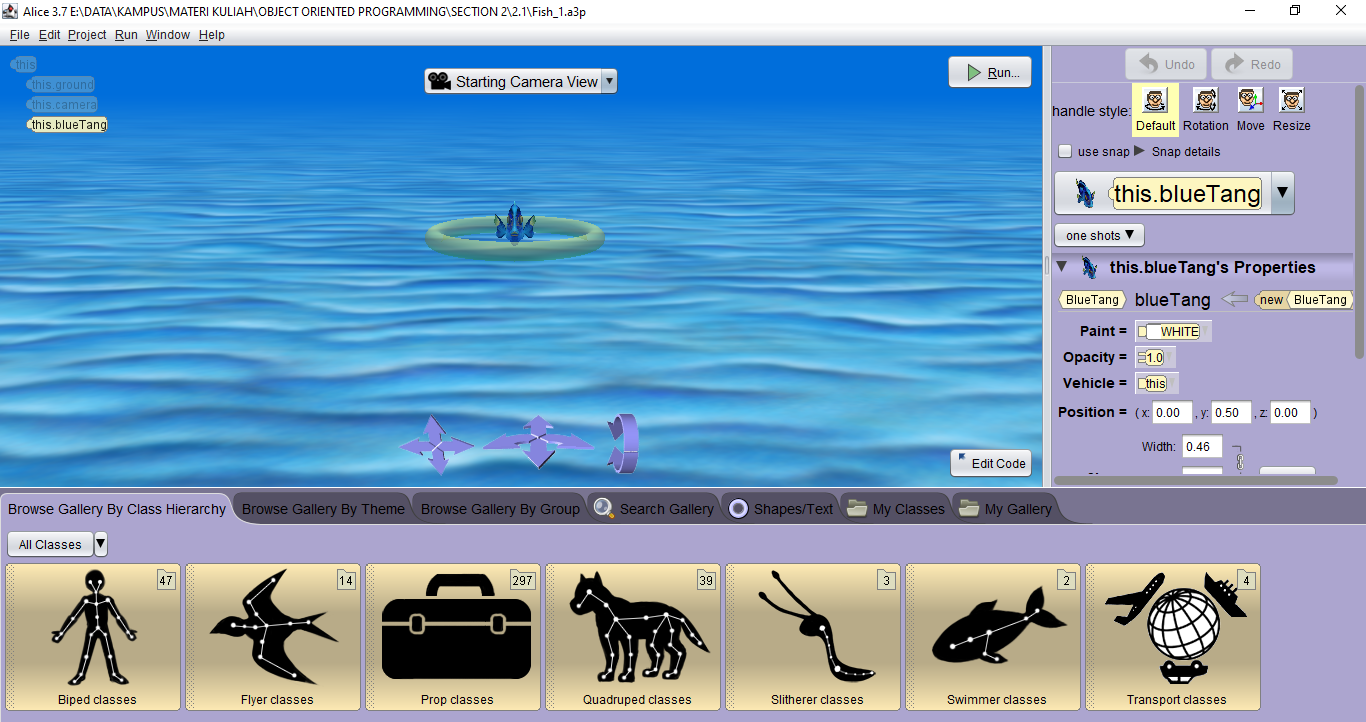 Alice 3.7 E:\DATA\KAMPUS\MATERI KULIAH\OBJECT ORIENTED PROGRAMMING\SECTION 2\2.1\Fish_1.a3p
File Edit Project Run Window Help
this
this.ground
this.camera
this.blueTang
Starting Camera View
Run...
Undo Redo
handle style:
Default Rotation Move Resize
use snap Snap details
this.blueTang
one shots
this.blueTang's Properties
BlueTang blueTang new BlueTang
Paint = WHITE
Opacity = 1.0
Vehicle = this
Position = ( x: 0.00 , y: 0.50 , z: 0.00 )
Width: 0.46
Edit Code
Browse Gallery By Class Hierarchy Browse Gallery By Theme Browse Gallery By Group Search Gallery Shapes/Text My Classes My Gallery
All Classes
47 14 297 39 3 2 4
Biped classes Flyer classes Prop classes Quadruped classes Slitherer classes Swimmer classes Transport classes